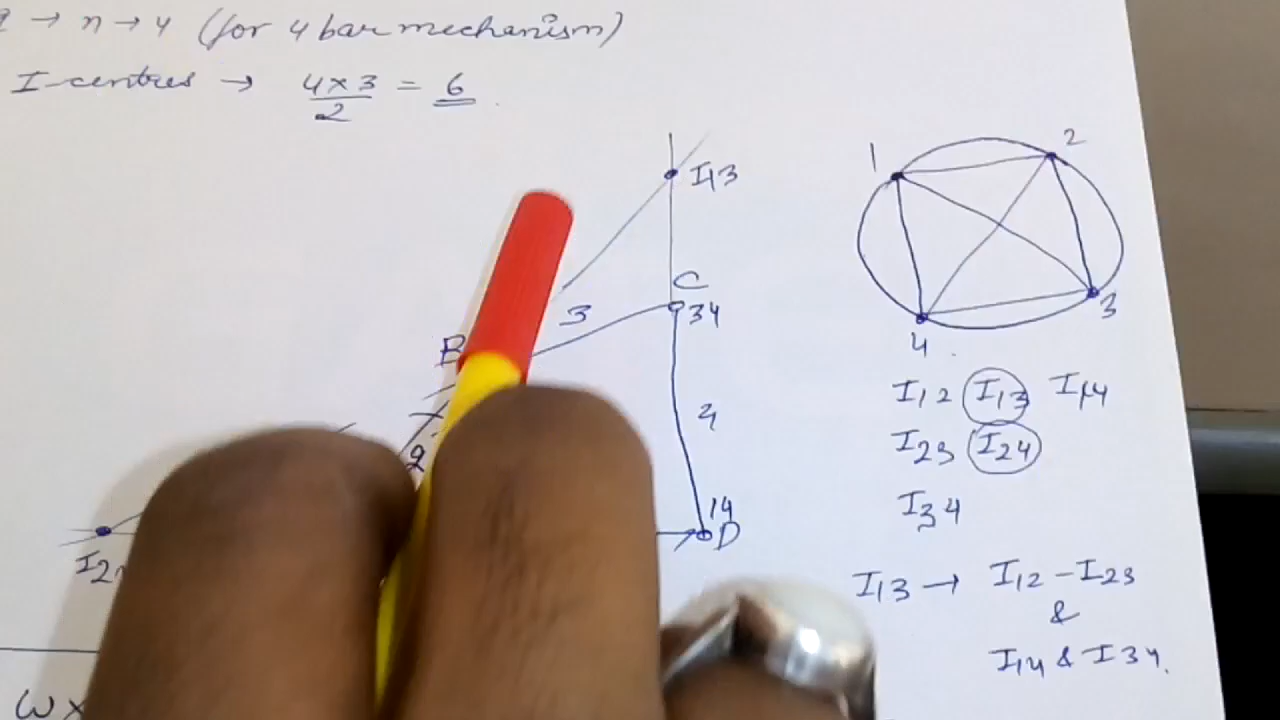 → n → 4 (for 4 bar mechanism)
I-centres → 4 x 3 / 2 = 6
1
2
I13
C
3
34
B
3
4
I12 I13 I14
2
4
I23 I24
14
I34
D
I2
I13 → I12 - I23
&
I14 & I34.